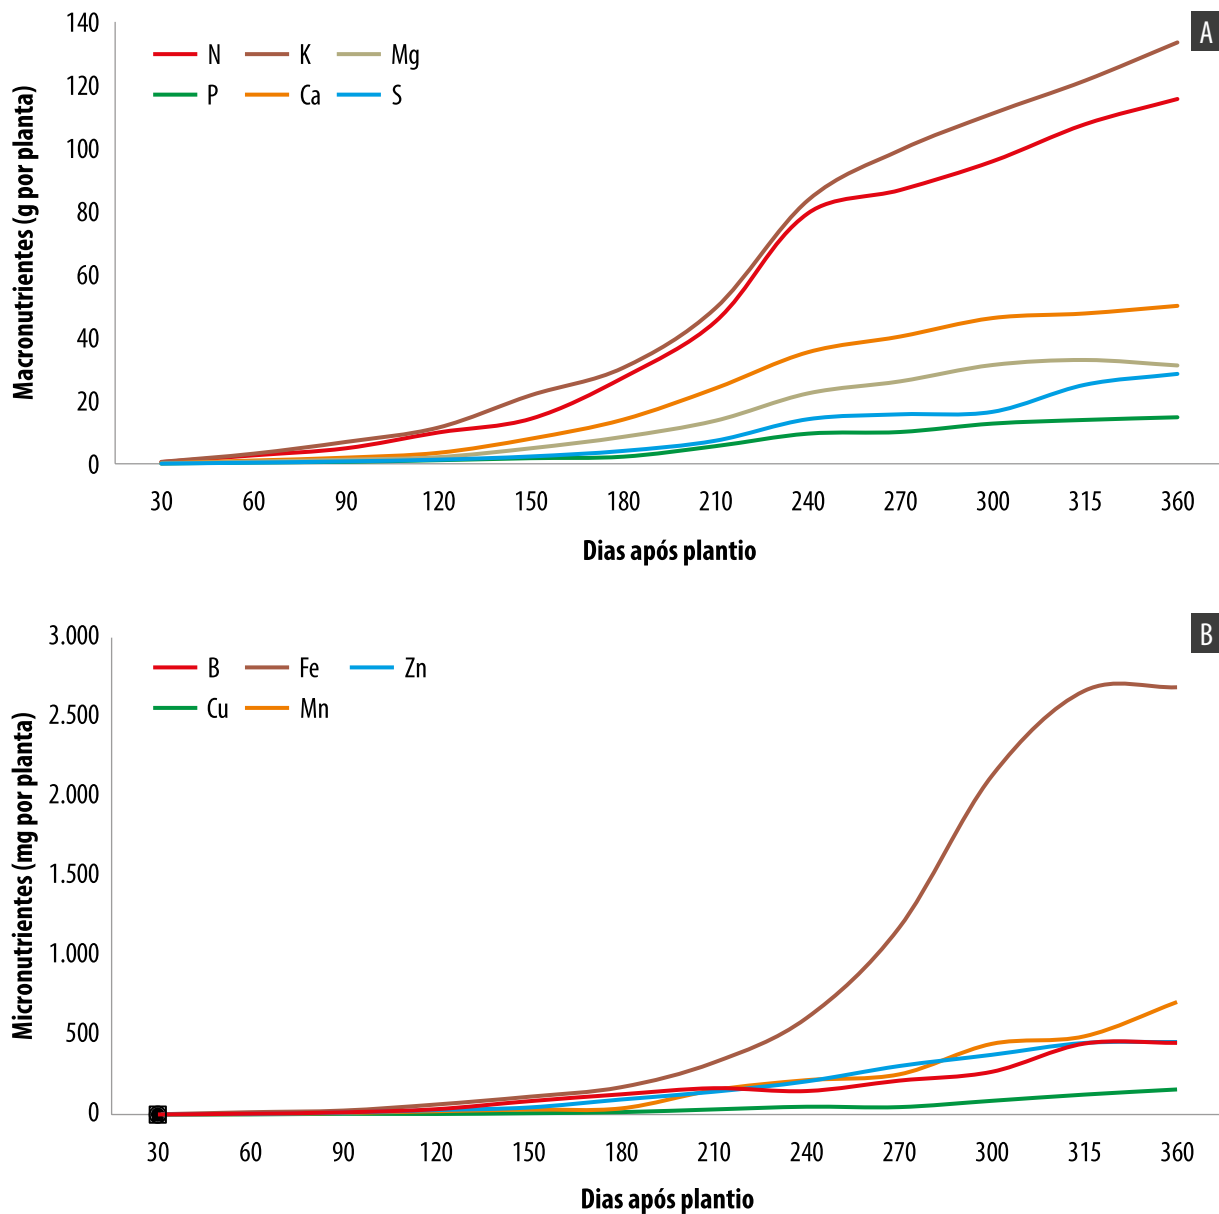 A
N K Mg
P Ca S
Macronutrientes (g por planta)
140
120
100
80
60
40
20
0
30 60 90 120 150 180 210 240 270 300 315 360
Dias após plantio
B
B Fe Zn
Cu Mn
Micronutrientes (mg por planta)
3.000
2.500
2.000
1.500
1.000
500
0
30 60 90 120 150 180 210 240 270 300 315 360
Dias após plantio